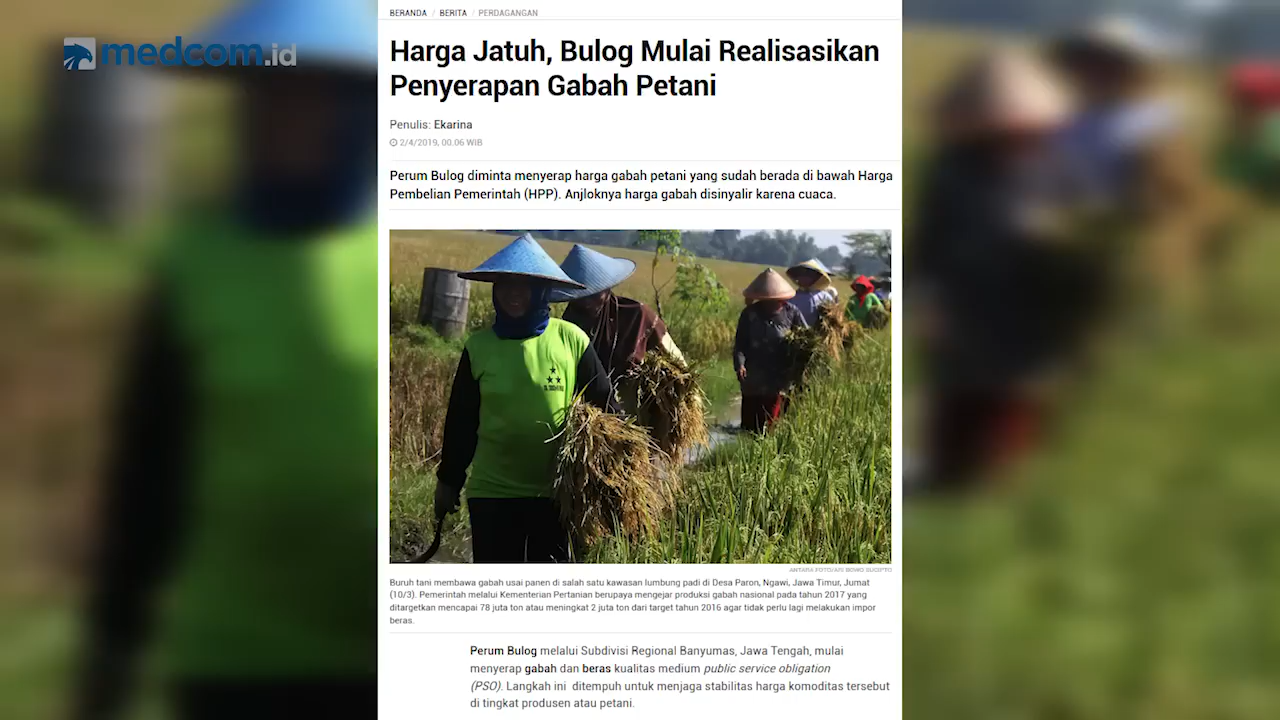 medcom.id
BERANDA / BERITA / PERDAGANGAN
Harga Jatuh, Bulog Mulai Realisasikan
Penyerapan Gabah Petani
Penulis: Ekarina
2/4/2019, 00.06 WIB
Perum Bulog diminta menyerap harga gabah petani yang sudah berada di bawah Harga
Pembelian Pemerintah (HPP). Anjloknya harga gabah disinyalir karena cuaca.
ANTARA FOTO/ARI BOWO SUCIPTO
Buruh tani membawa gabah usai panen di salah satu kawasan lumbung padi di Desa Paron, Ngawi, Jawa Timur, Jumat
(10/3). Pemerintah melalui Kementerian Pertanian berupaya mengejar produksi gabah nasional pada tahun 2017 yang
ditargetkan mencapai 78 juta ton atau meningkat 2 juta ton dari target tahun 2016 agar tidak perlu lagi melakukan impor
beras.
Perum Bulog melalui Subdivisi Regional Banyumas, Jawa Tengah, mulai
menyerap gabah dan beras kualitas medium public service obligation
(PSO). Langkah ini ditempuh untuk menjaga stabilitas harga komoditas tersebut
di tingkat produsen atau petani.